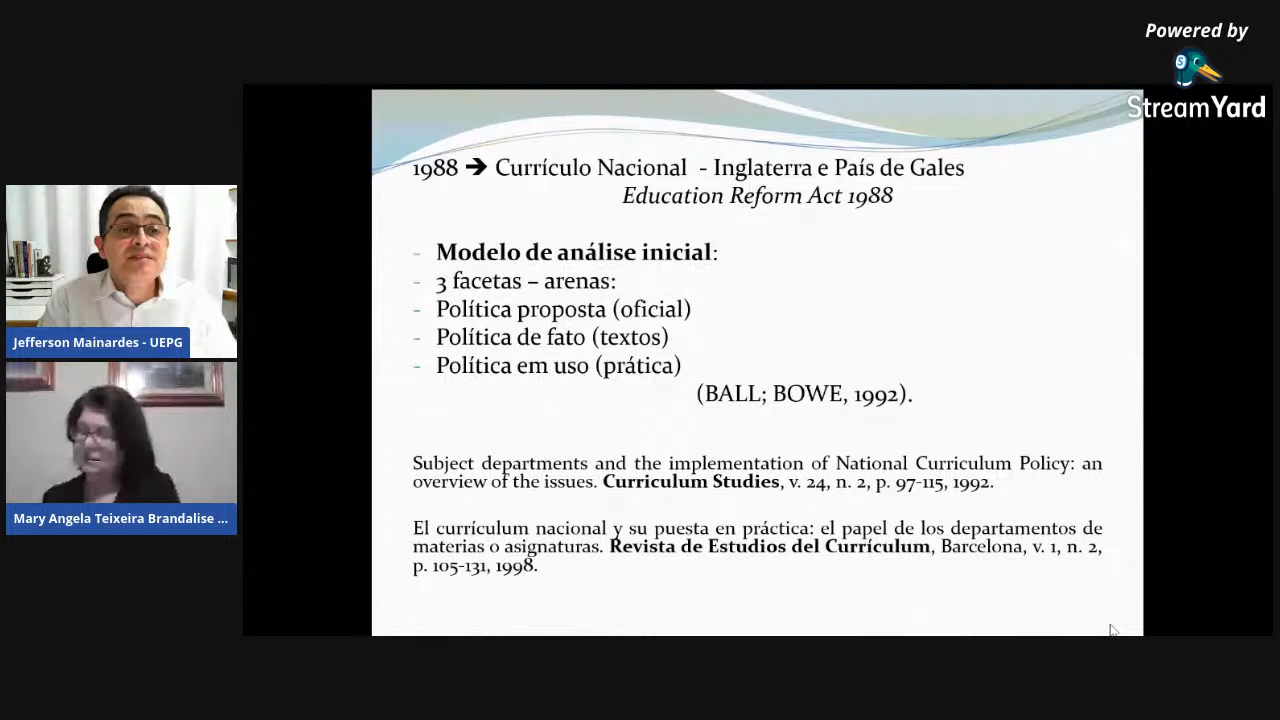 Powered by
StreamYard
1988 → Currículo Nacional - Inglaterra e País de Gales
Education Reform Act 1988
- Modelo de análise inicial:
- 3 facetas – arenas:
- Política proposta (oficial)
- Política de fato (textos)
- Política em uso (prática)
(BALL; BOWE, 1992).
Subject departments and the implementation of National Curriculum Policy: an
overview of the issues. Curriculum Studies, v. 24, n. 2, p. 97-115, 1992.
El currículum nacional y su puesta en práctica: el papel de los departamentos de
materias o asignaturas. Revista de Estudios del Currículum, Barcelona, v. 1, n. 2,
p. 105-131, 1998.
Jefferson Mainardes - UEPG
Mary Angela Teixeira Brandalise ...